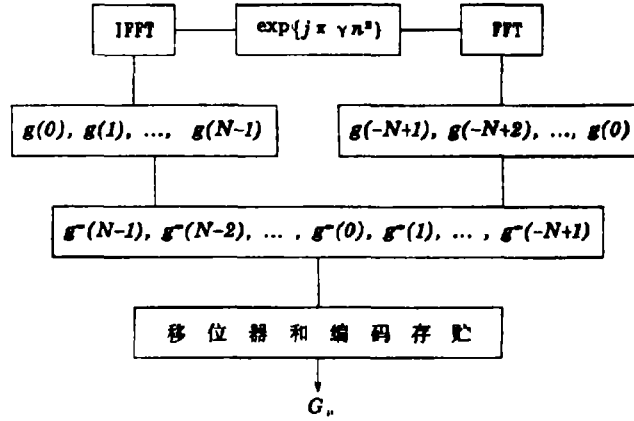 IFFT exp{jπγn²} FFT
g(0), g(1), ..., g(N-1) g(-N+1), g(-N+2), ..., g(0)
g*(N-1), g*(N-2), ... , g*(0), g*(1), ... , g*(-N+1)
移位器和编码存贮
Gμ